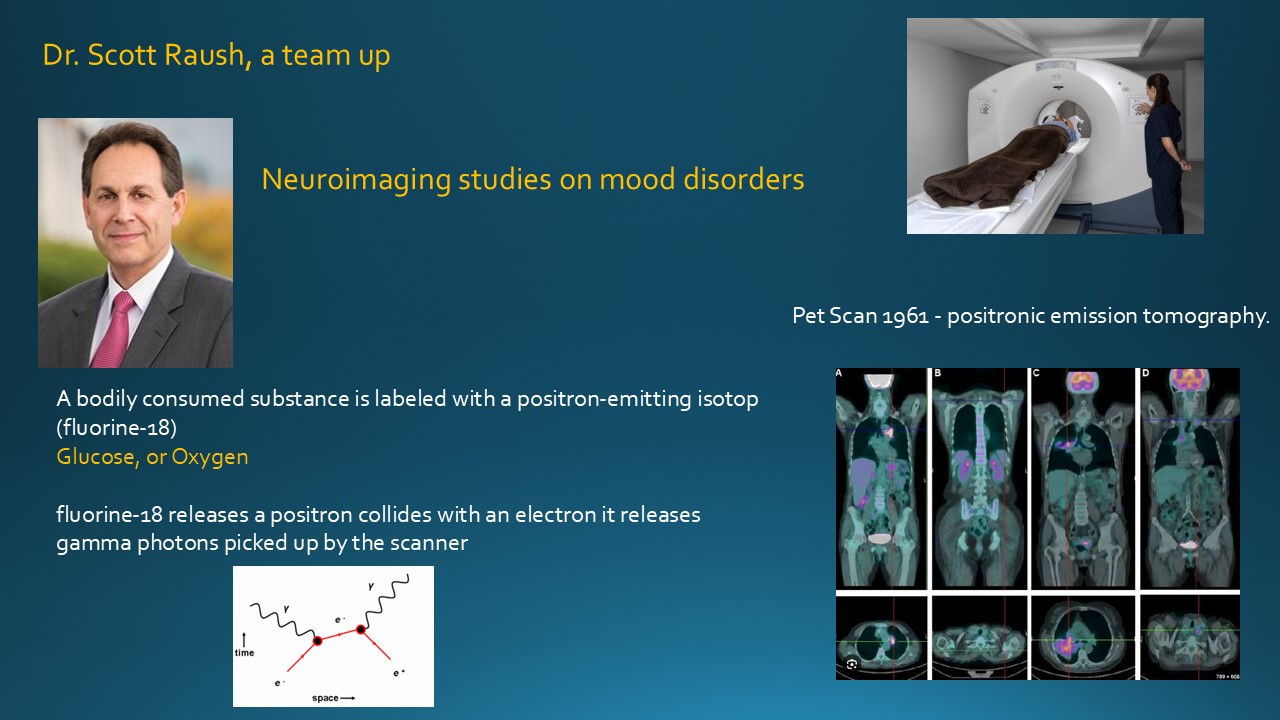 Dr. Scott Raush, a team up
Neuroimaging studies on mood disorders
Pet Scan 1961 - positronic emission tomography.
A bodily consumed substance is labeled with a positron-emitting isotop
(fluorine-18)
Glucose, or Oxygen
fluorine-18 releases a positron collides with an electron it releases
gamma photons picked up by the scanner
γ
γ
e-
time
e-
e+
space
A B C D
L
789 × 609